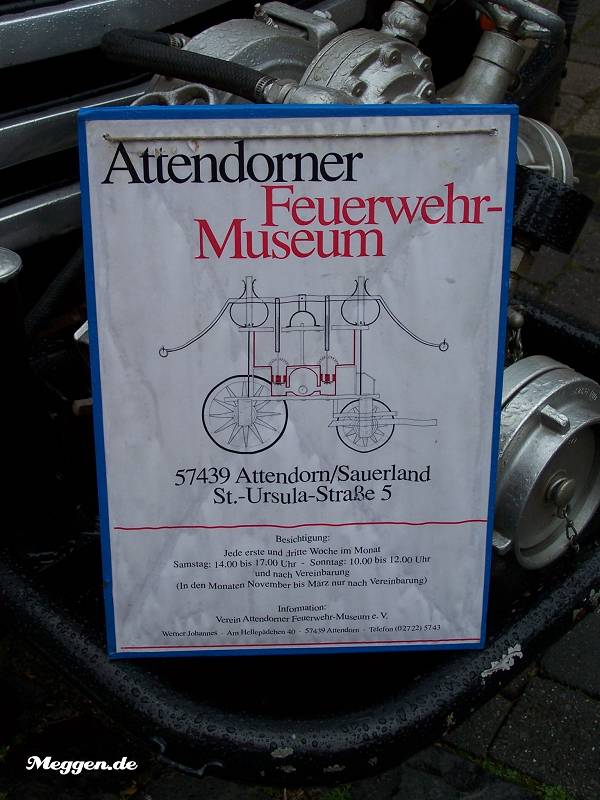 Attendorner
Feuerwehr-
Museum
57439 Attendorn/Sauerland
St.-Ursula-Straße 5
Besichtigung:
Jede erste und dritte Woche im Monat
Samstag: 14.00 bis 17.00 Uhr - Sonntag: 10.00 bis 12.00 Uhr
und nach Vereinbarung
(In den Monaten November bis März nur nach Vereinbarung)
Information:
Verein Attendorner Feuerwehr-Museum e. V.
Werner Johannes - Am Hellepädchen 40 - 57439 Attendorn - Telefon (02722) 5743
Meggen.de